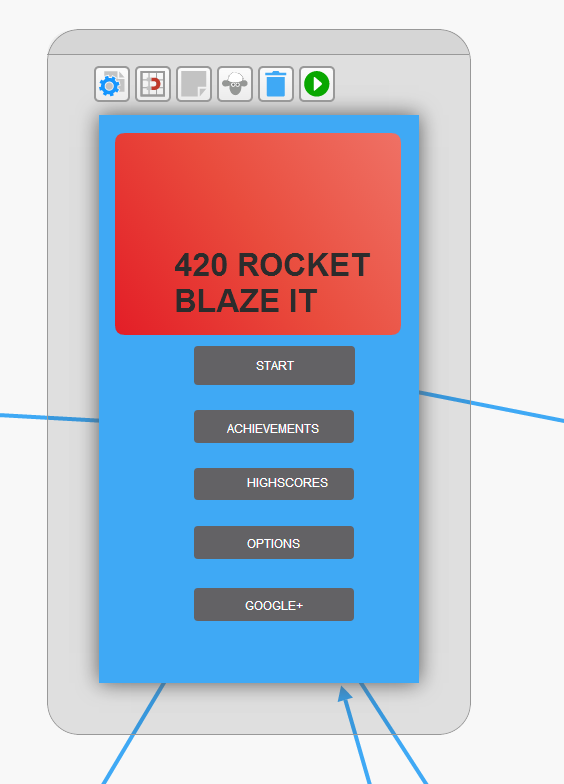 420 ROCKET
BLAZE IT
START
ACHIEVEMENTS
HIGHSCORES
OPTIONS
GOOGLE+